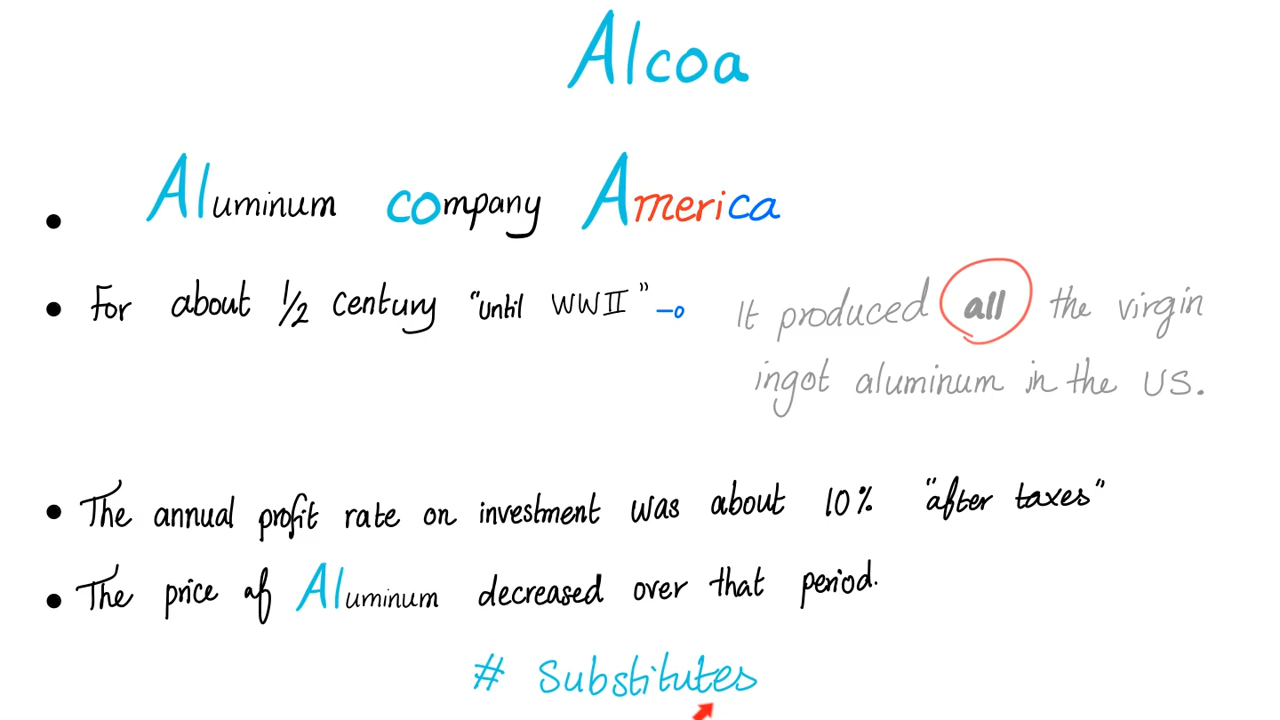 Alcoa
• Aluminum company America
• For about 1/2 century "until WWII" -o It produced all the virgin
ingot aluminum in the US.
• The annual profit rate on investment was about 10% "after taxes"
• The price of Aluminum decreased over that period.
# Substitutes